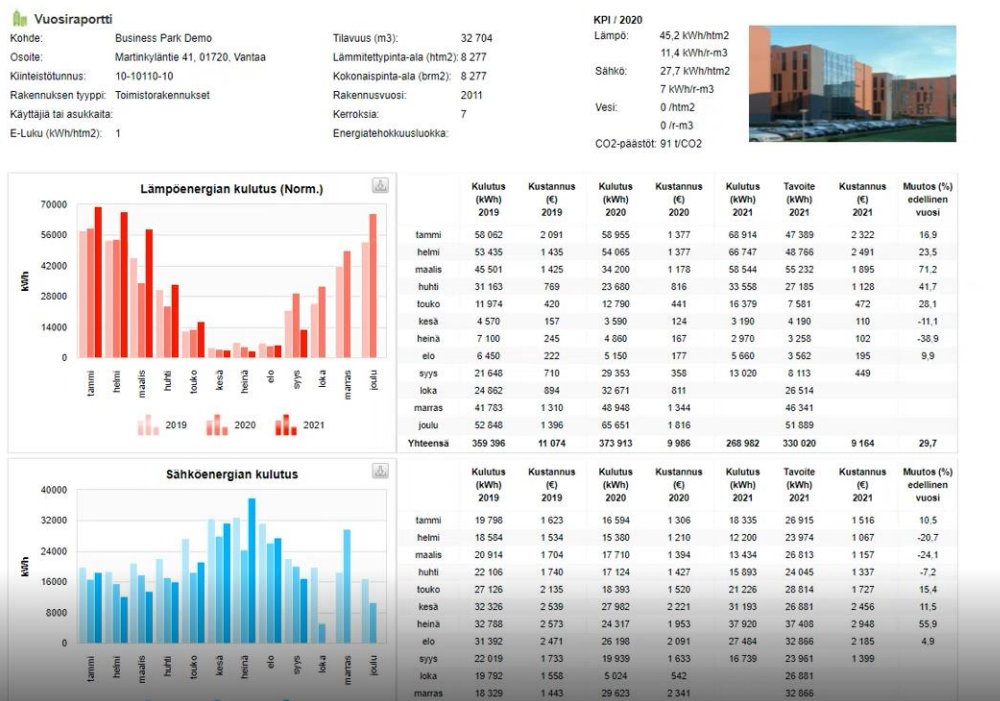 Vuosiraportti
Kohde: Business Park Demo
Osoite: Martinkyläntie 41, 01720, Vantaa
Kiinteistötunnus: 10-10110-10
Rakennuksen tyyppi: Toimistorakennukset
Käyttäjiä tai asukkaita:
E-Luku (kWh/htm2): 1
Tilavuus (m3): 32 704
Lämmitettypinta-ala (htm2): 8 277
Kokonaispinta-ala (brm2): 8 277
Rakennusvuosi: 2011
Kerroksia: 7
Energiatehokkuusluokka:
KPI / 2020
Lämpö: 45,2 kWh/htm2
11,4 kWh/r-m3
Sähkö: 27,7 kWh/htm2
7 kWh/r-m3
Vesi: 0 /htm2
0 /r-m3
CO2-päästöt: 91 t/CO2
Lämpöenergian kulutus (Norm.)
kWh
70000
56000
42000
28000
14000
0
tammi helmi maalis huhti touko kesä heinä elo syys loka marras joulu
2019 2020 2021
Kulutus (kWh) 2019 Kustannus (€) 2019 Kulutus (kWh) 2020 Kustannus (€) 2020 Kulutus (kWh) 2021 Tavoite (kWh) 2021 Kustannus (€) 2021 Muutos (%) edellinen vuosi
tammi 58 062 2 091 58 955 1 377 68 914 47 389 2 322 16,9
helmi 53 435 1 435 54 065 1 377 66 747 48 766 2 491 23,5
maalis 45 501 1 425 34 200 1 178 58 544 55 232 1 895 71,2
huhti 31 163 769 23 680 816 33 558 27 185 1 128 41,7
touko 11 974 420 12 790 441 16 379 7 581 472 28,1
kesä 4 570 157 3 590 124 3 190 4 190 110 -11,1
heinä 7 100 245 4 860 167 2 970 3 258 102 -38,9
elo 6 450 222 5 150 177 5 660 3 562 195 9,9
syys 21 648 710 29 353 358 13 020 8 113 449
loka 24 862 894 32 671 811 26 514
marras 41 783 1 310 48 948 1 344 46 341
joulu 52 848 1 396 65 651 1 816 51 889
Yhteensä 359 396 11 074 373 913 9 986 268 982 330 020 9 164 29,7
Sähköenergian kulutus
kWh
40000
32000
24000
16000
8000
0
tammi helmi maalis huhti touko kesä heinä elo syys loka marras joulu
Kulutus (kWh) 2019 Kustannus (€) 2019 Kulutus (kWh) 2020 Kustannus (€) 2020 Kulutus (kWh) 2021 Tavoite (kWh) 2021 Kustannus (€) 2021 Muutos (%) edellinen vuosi
tammi 19 798 1 623 16 594 1 306 18 335 26 915 1 516 10,5
helmi 18 584 1 534 15 380 1 210 12 200 23 974 1 067 -20,7
maalis 20 914 1 704 17 710 1 394 13 434 26 813 1 157 -24,1
huhti 22 106 1 740 17 124 1 427 15 893 24 045 1 337 -7,2
touko 27 126 2 135 18 393 1 520 21 226 28 814 1 727 15,4
kesä 32 326 2 539 27 982 2 221 31 193 26 881 2 456 11,5
heinä 32 788 2 573 24 317 1 953 37 920 37 408 2 948 55,9
elo 31 392 2 471 26 198 2 091 27 484 32 866 2 185 4,9
syys 22 019 1 733 19 939 1 633 16 739 23 961 1 399
loka 19 792 1 558 5 024 542 26 881
marras 18 329 1 443 29 623 2 341 32 866